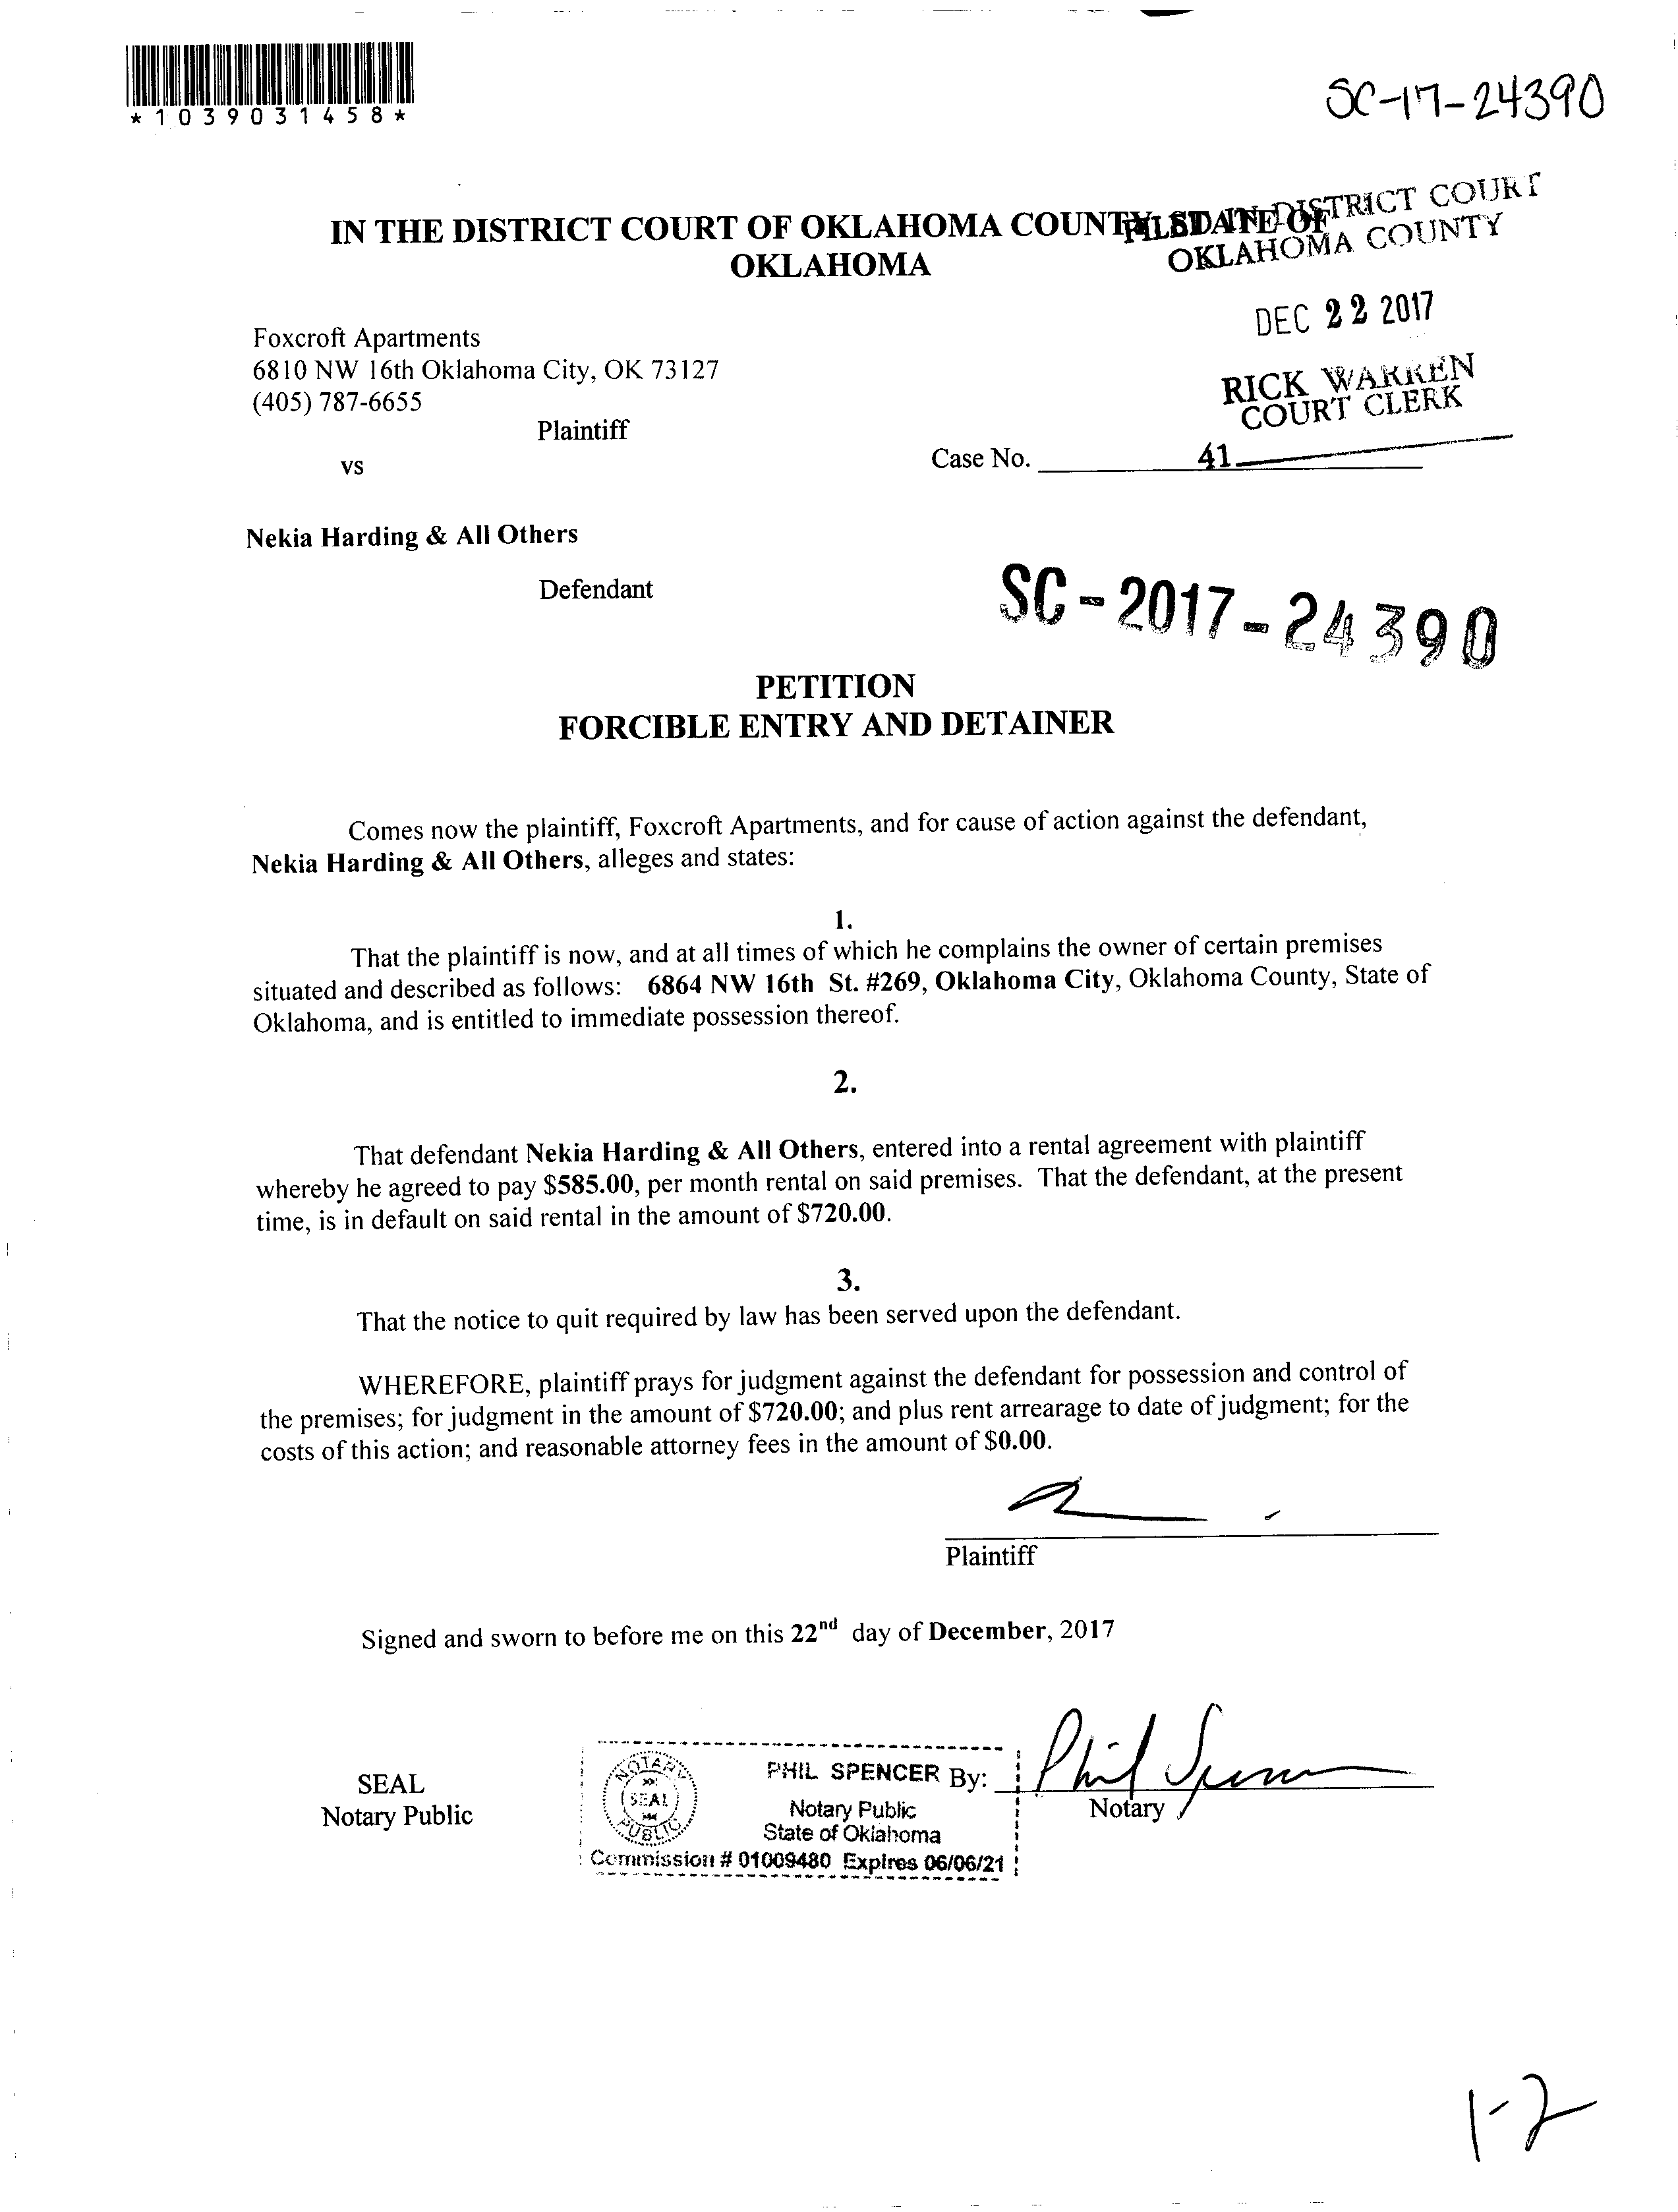 *1039031458*
SC-17-24390
IN THE DISTRICT COURT OF OKLAHOMA COUNTY, STATE OF
OKLAHOMA
FILED IN DISTRICT COURT
OKLAHOMA COUNTY
DEC 22 2017
RICK WARREN
COURT CLERK
41
Foxcroft Apartments
6810 NW 16th Oklahoma City, OK 73127
(405) 787-6655
Plaintiff
vs
Case No.
Nekia Harding & All Others
Defendant
SC-2017-24390
PETITION
FORCIBLE ENTRY AND DETAINER
Comes now the plaintiff, Foxcroft Apartments, and for cause of action against the defendant,
Nekia Harding & All Others, alleges and states:
1.
That the plaintiff is now, and at all times of which he complains the owner of certain premises
situated and described as follows: 6864 NW 16th St. #269, Oklahoma City, Oklahoma County, State of
Oklahoma, and is entitled to immediate possession thereof.
2.
That defendant Nekia Harding & All Others, entered into a rental agreement with plaintiff
whereby he agreed to pay $585.00, per month rental on said premises. That the defendant, at the present
time, is in default on said rental in the amount of $720.00.
3.
That the notice to quit required by law has been served upon the defendant.
WHEREFORE, plaintiff prays for judgment against the defendant for possession and control of
the premises; for judgment in the amount of $720.00; and plus rent arrearage to date of judgment; for the
costs of this action; and reasonable attorney fees in the amount of $0.00.
Plaintiff
Signed and sworn to before me on this 22nd day of December, 2017
SEAL
Notary Public
NOTARY
SEAL
PUBLIC
PHIL SPENCER
Notary Public
State of Oklahoma
Commission # 01009480 Expires 06/06/21
By: Phil Spencer
Notary
1-2